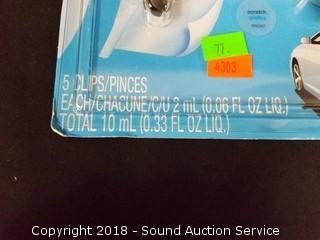 77.
4303
5 CLIPS/PINCES
EACH/CHACUNE/C/U 2 mL (0.06 FL OZ LIQ.)
TOTAL 10 mL (0.33 FL OZ LIQ.)
Copyright 2018 - Sound Auction Service